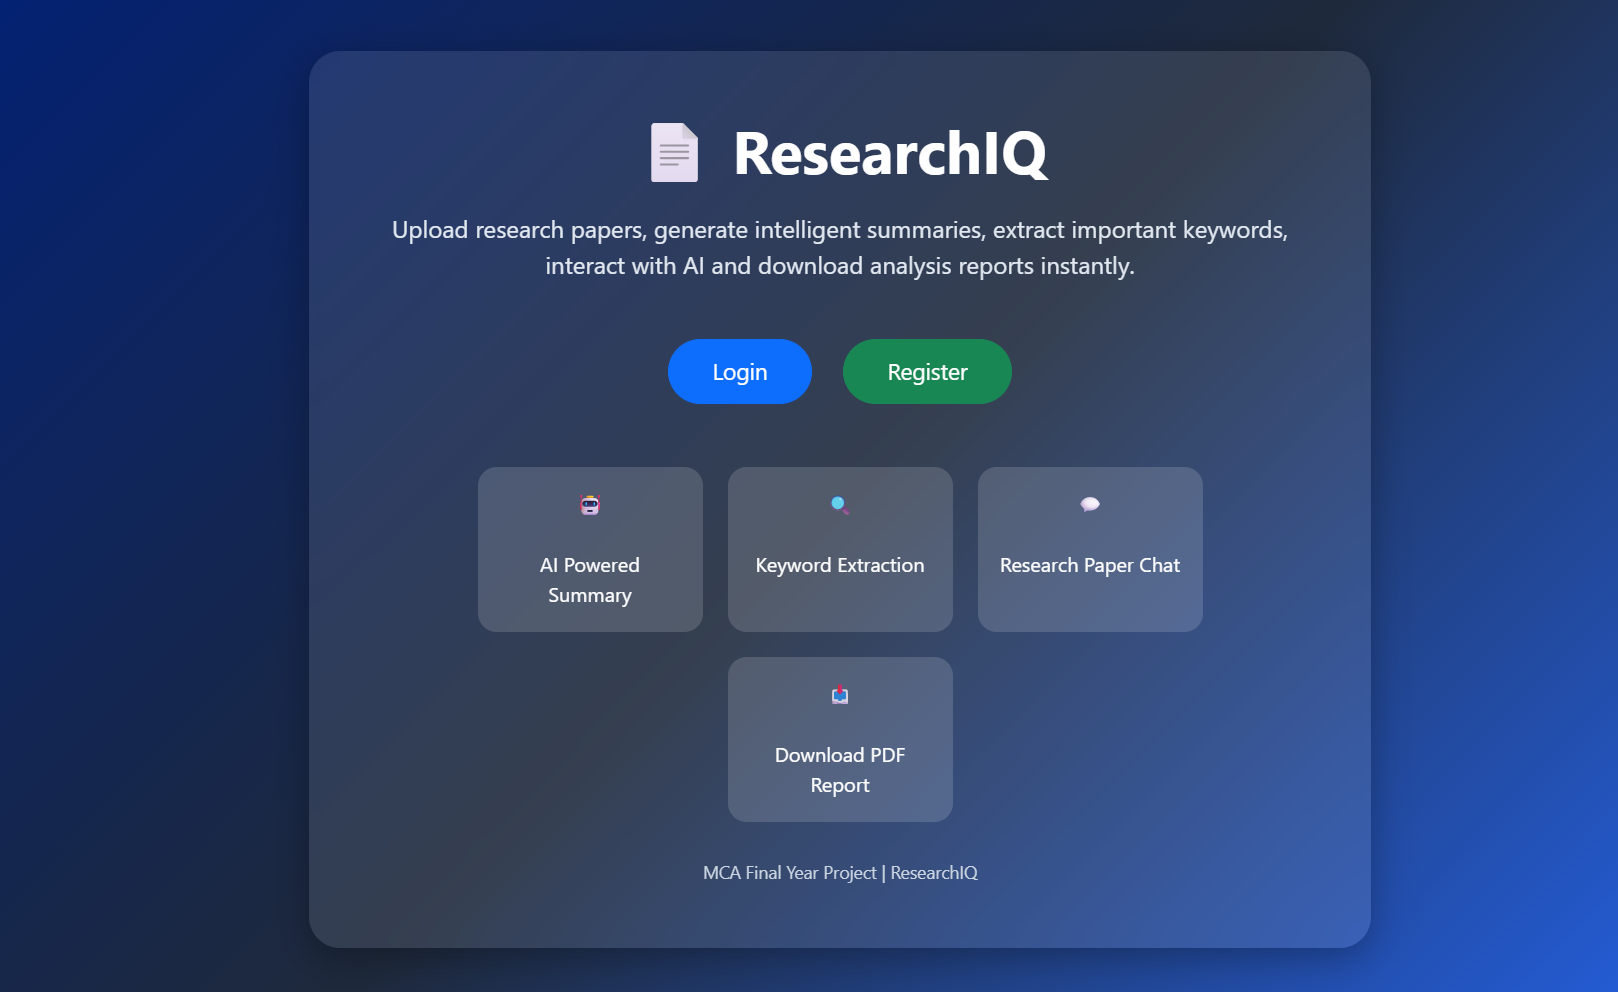 ResearchIQ
Upload research papers, generate intelligent summaries, extract important keywords,
interact with AI and download analysis reports instantly.
Login
Register
AI Powered
Summary
Keyword Extraction
Research Paper Chat
Download PDF
Report
MCA Final Year Project | ResearchIQ